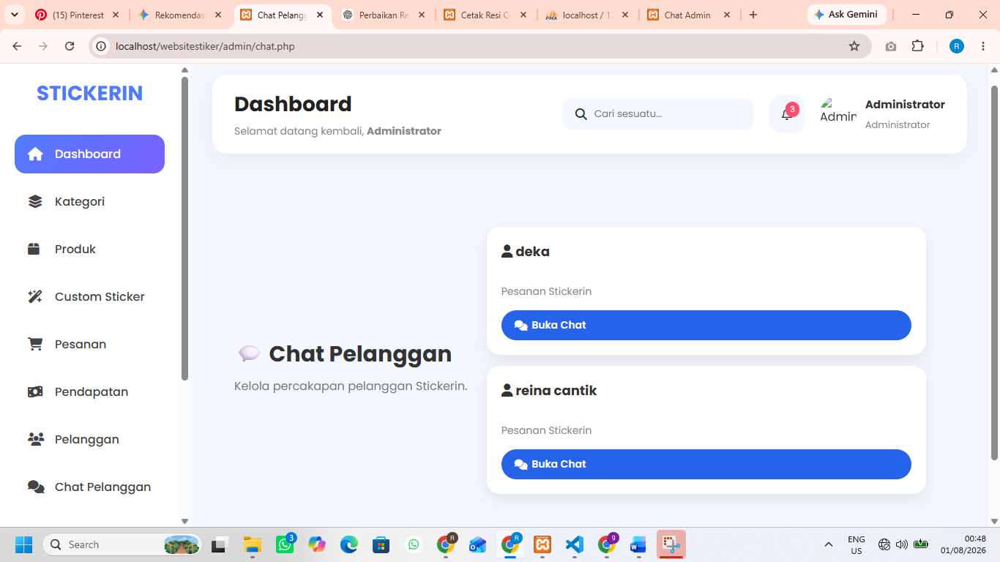 (15) Pinterest
Rekomendas
Chat Pelangg
Perbaikan Re
Cetak Resi C
localhost / 12
Chat Admin
Ask Gemini
localhost/websitestiker/admin/chat.php
R
STICKERIN
Dashboard
Kategori
Produk
Custom Sticker
Pesanan
Pendapatan
Pelanggan
Chat Pelanggan
Dashboard
Selamat datang kembali, Administrator
Cari sesuatu...
3
Admin
Administrator
Administrator
Chat Pelanggan
Kelola percakapan pelanggan Stickerin.
deka
Pesanan Stickerin
Buka Chat
reina cantik
Pesanan Stickerin
Buka Chat
Search
3
R
R
g
ENG
US
00:48
01/08/2026